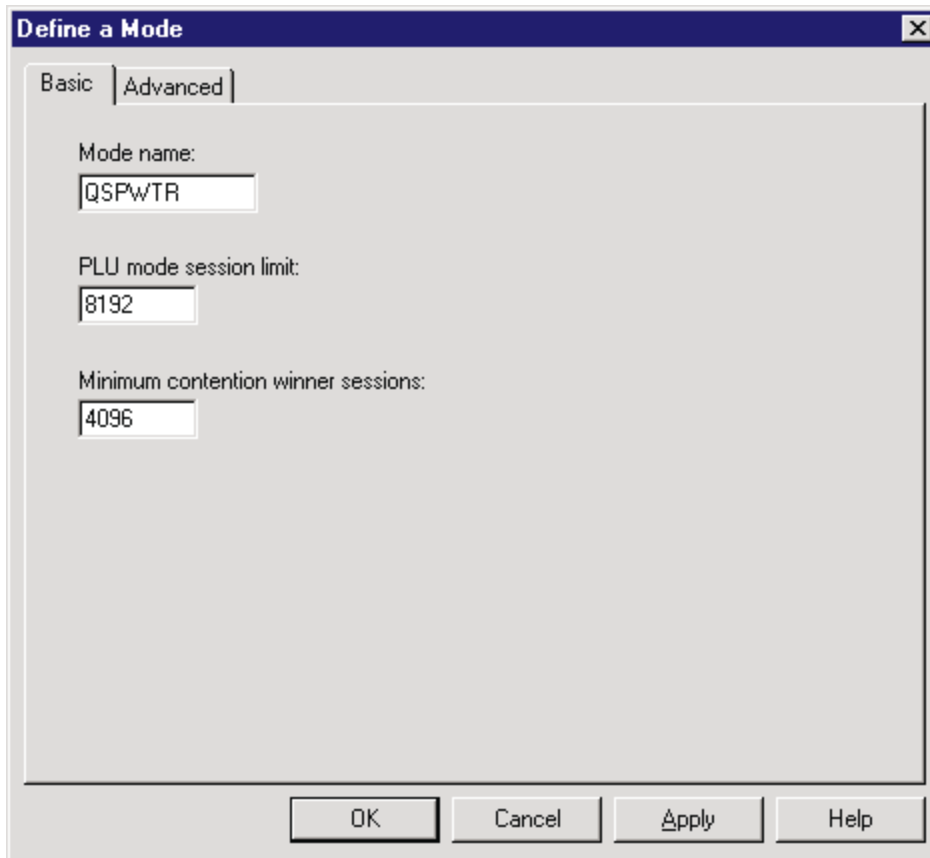 Define a Mode
Basic
Advanced
Mode name:
QSPWTR
PLU mode session limit:
8192
Minimum contention winner sessions:
4096
OK
Cancel
Apply
Help